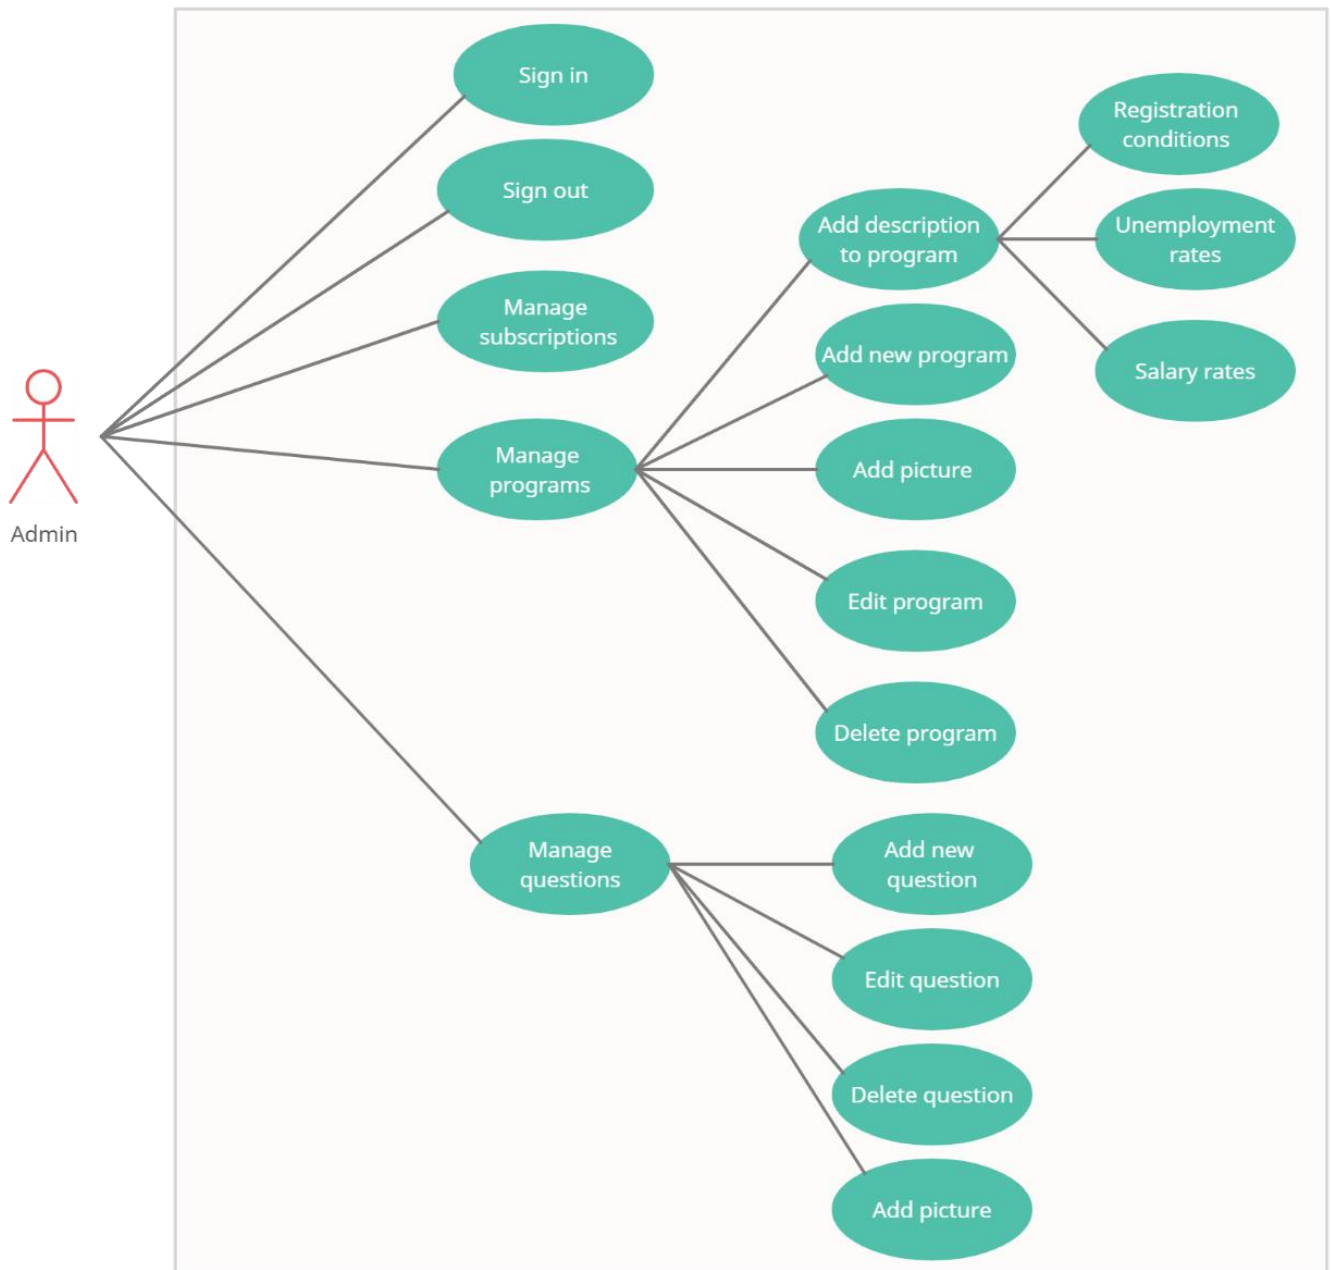 Sign in
Sign out
Manage
subscriptions
Manage
programs
Admin
Add description
to program
Add new program
Add picture
Edit program
Delete program
Registration
conditions
Unemployment
rates
Salary rates
Manage
questions
Add new
question
Edit question
Delete question
Add picture